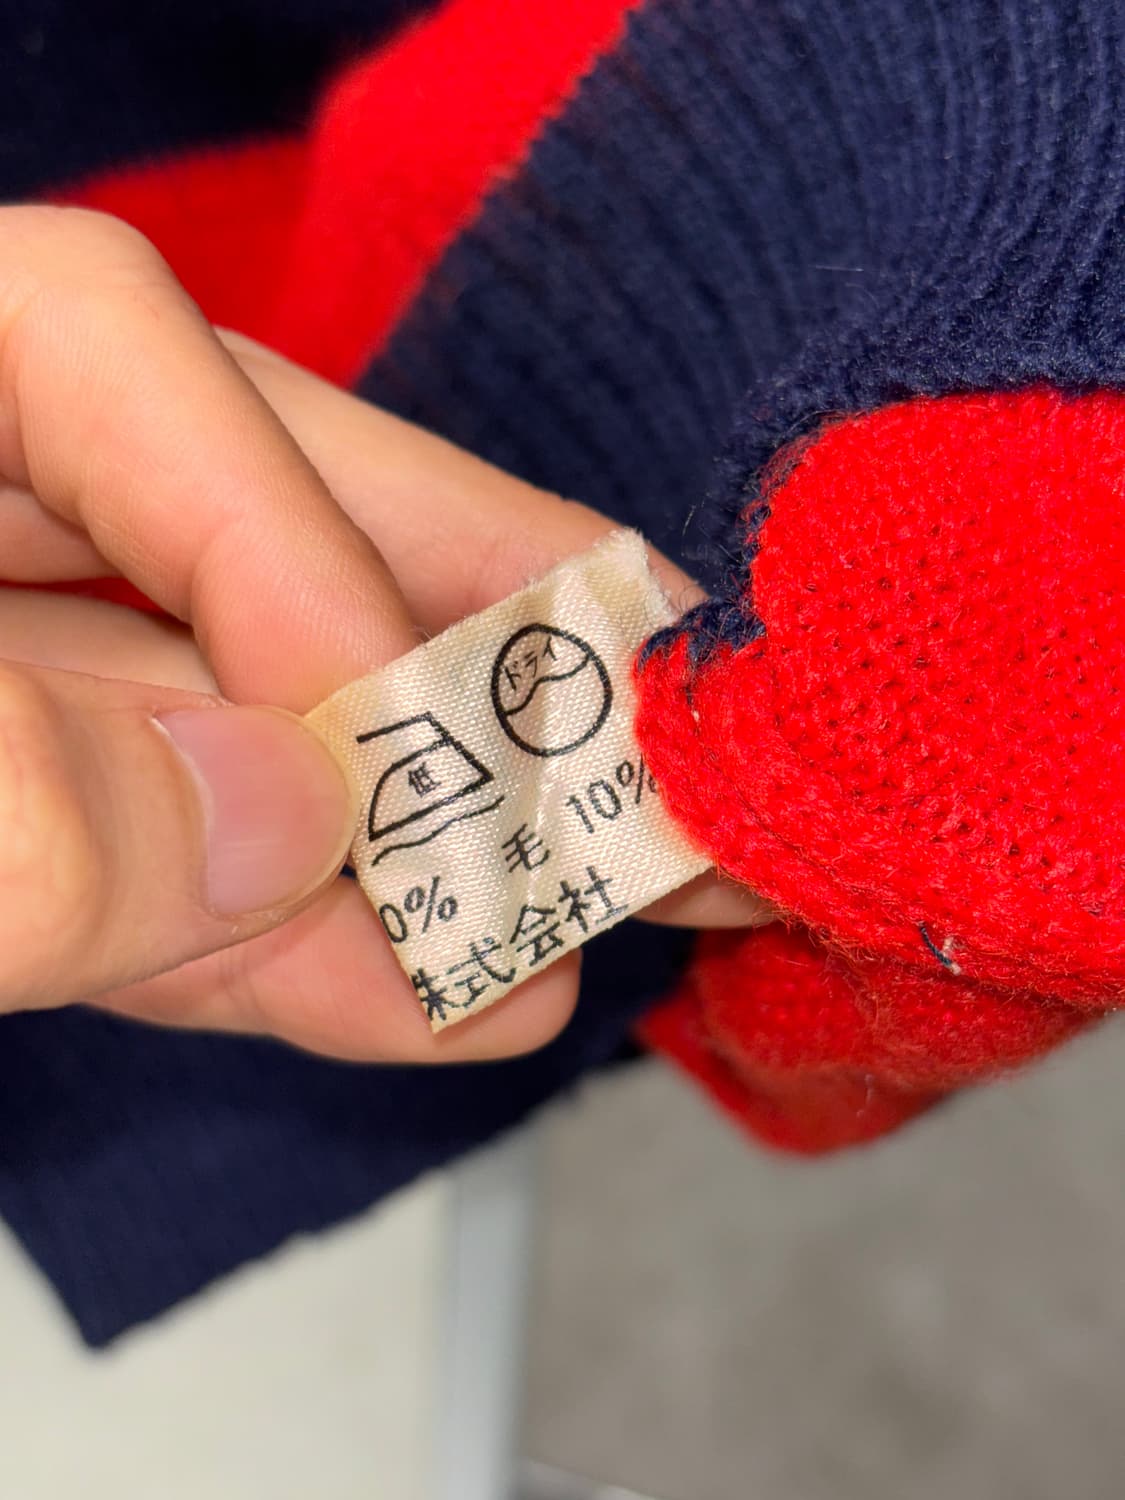 ドライ
低
0% 毛 10%
株式会社